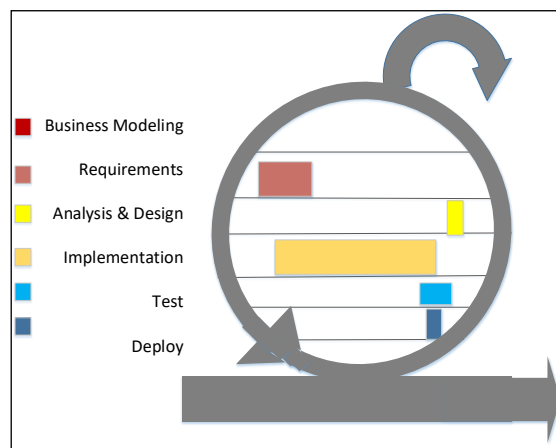 Business Modeling
Requirements
Analysis & Design
Implementation
Test
Deploy